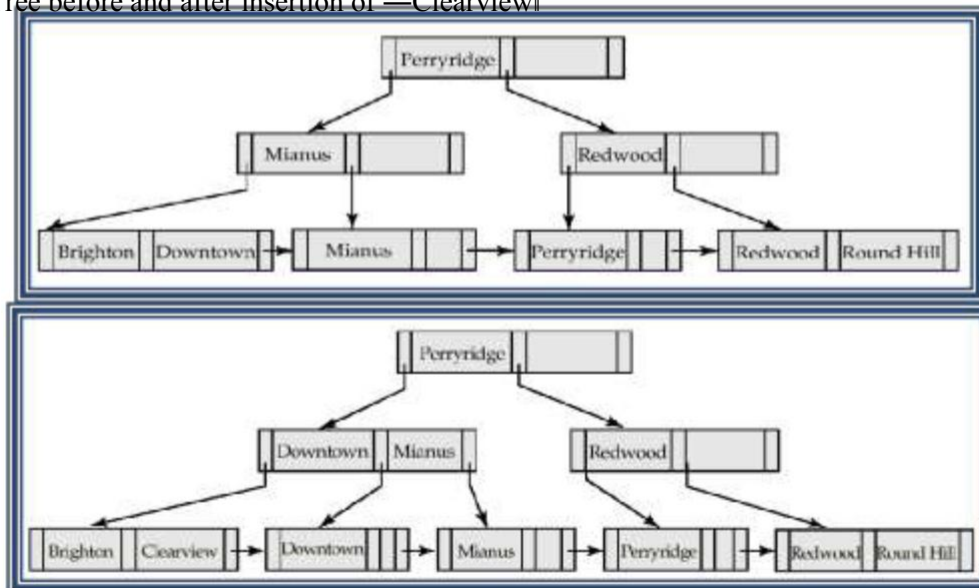 ree before and after insertion of ―Clearview‖
Perryridge
Mianus
Redwood
Brighton Downtown Mianus Perryridge Redwood Round Hill
Perryridge
Downtown Mianus Redwood
Brighton Clearview Downtown Mianus Perryridge Redwood Round Hill